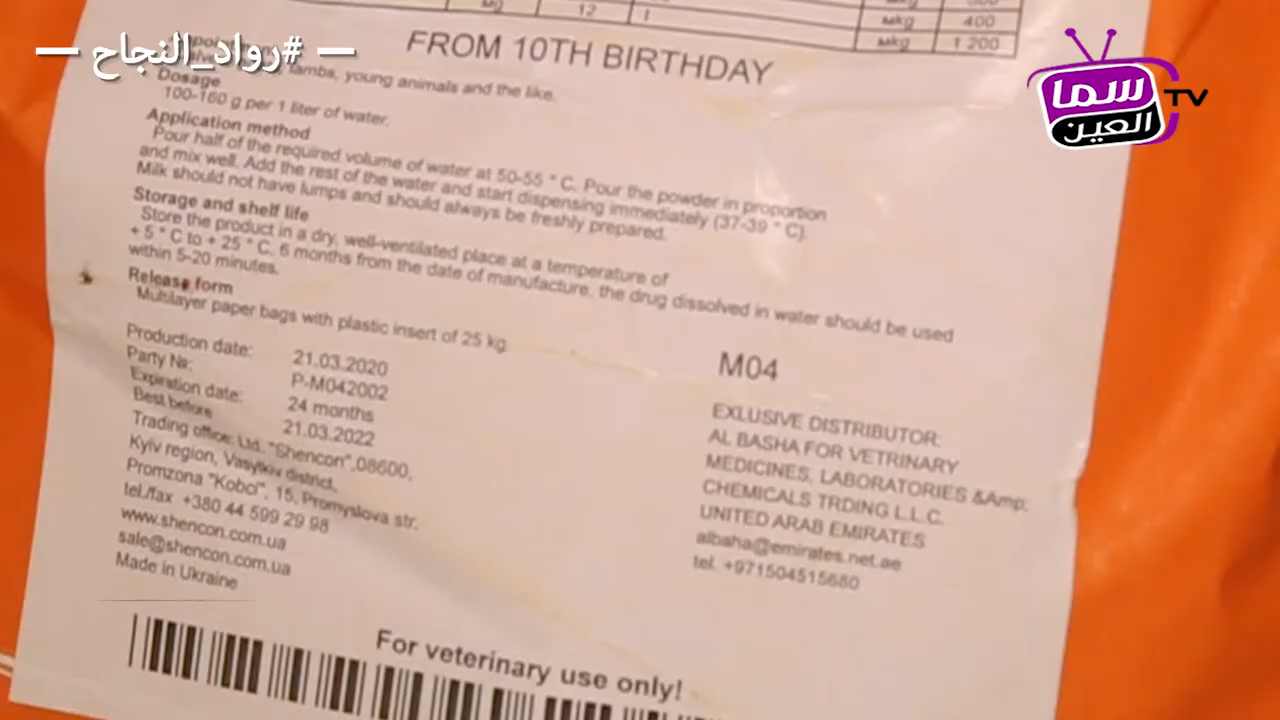 #رواد_النجاح
سما
العين
TV
Mg 12 1 Mkg 400
Mkg 1 200
FROM 10TH BIRTHDAY
lambs, young animals and the like.
Dosage
100-160 g per 1 liter of water.
Application method
Pour half of the required volume of water at 50-55 ° C. Pour the powder in proportion
and mix well. Add the rest of the water and start dispensing immediately (37-39 ° C).
Milk should not have lumps and should always be freshly prepared.
Storage and shelf life
Store the product in a dry, well-ventilated place at a temperature of
+ 5 ° C to + 25 ° C. 6 months from the date of manufacture, the drug dissolved in water should be used
within 5-20 minutes.
Release form
Multilayer paper bags with plastic insert of 25 kg
Production date: 21.03.2020
Party №: P-M042002
Expiration date: 24 months
Best before 21.03.2022
Trading office: Ltd. "Shencon",08600,
Kyiv region, Vasylkiv district,
Promzona "Kobci", 15, Promyslova str.
tel./fax +380 44 599 29 98
www.shencon.com.ua
sale@shencon.com.ua
Made in Ukraine
M04
EXLUSIVE DISTRIBUTOR:
AL BASHA FOR VETRINARY
MEDICINES, LABORATORIES &Amp;
CHEMICALS TRDING L.L.C.
UNITED ARAB EMIRATES
albsha@emirates.net.ae
tel. +971504515680
For veterinary use only!